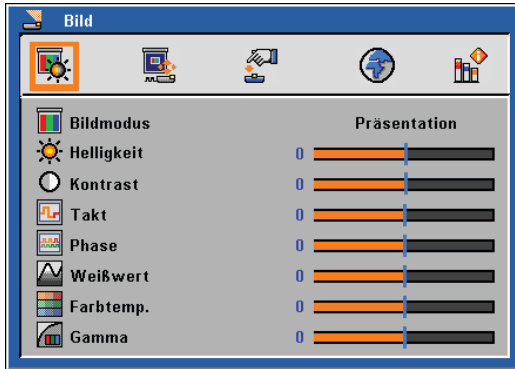 Bild
Bildmodus Präsentation
Helligkeit 0
Kontrast 0
Takt 0
Phase 0
Weißwert 0
Farbtemp. 0
Gamma 0